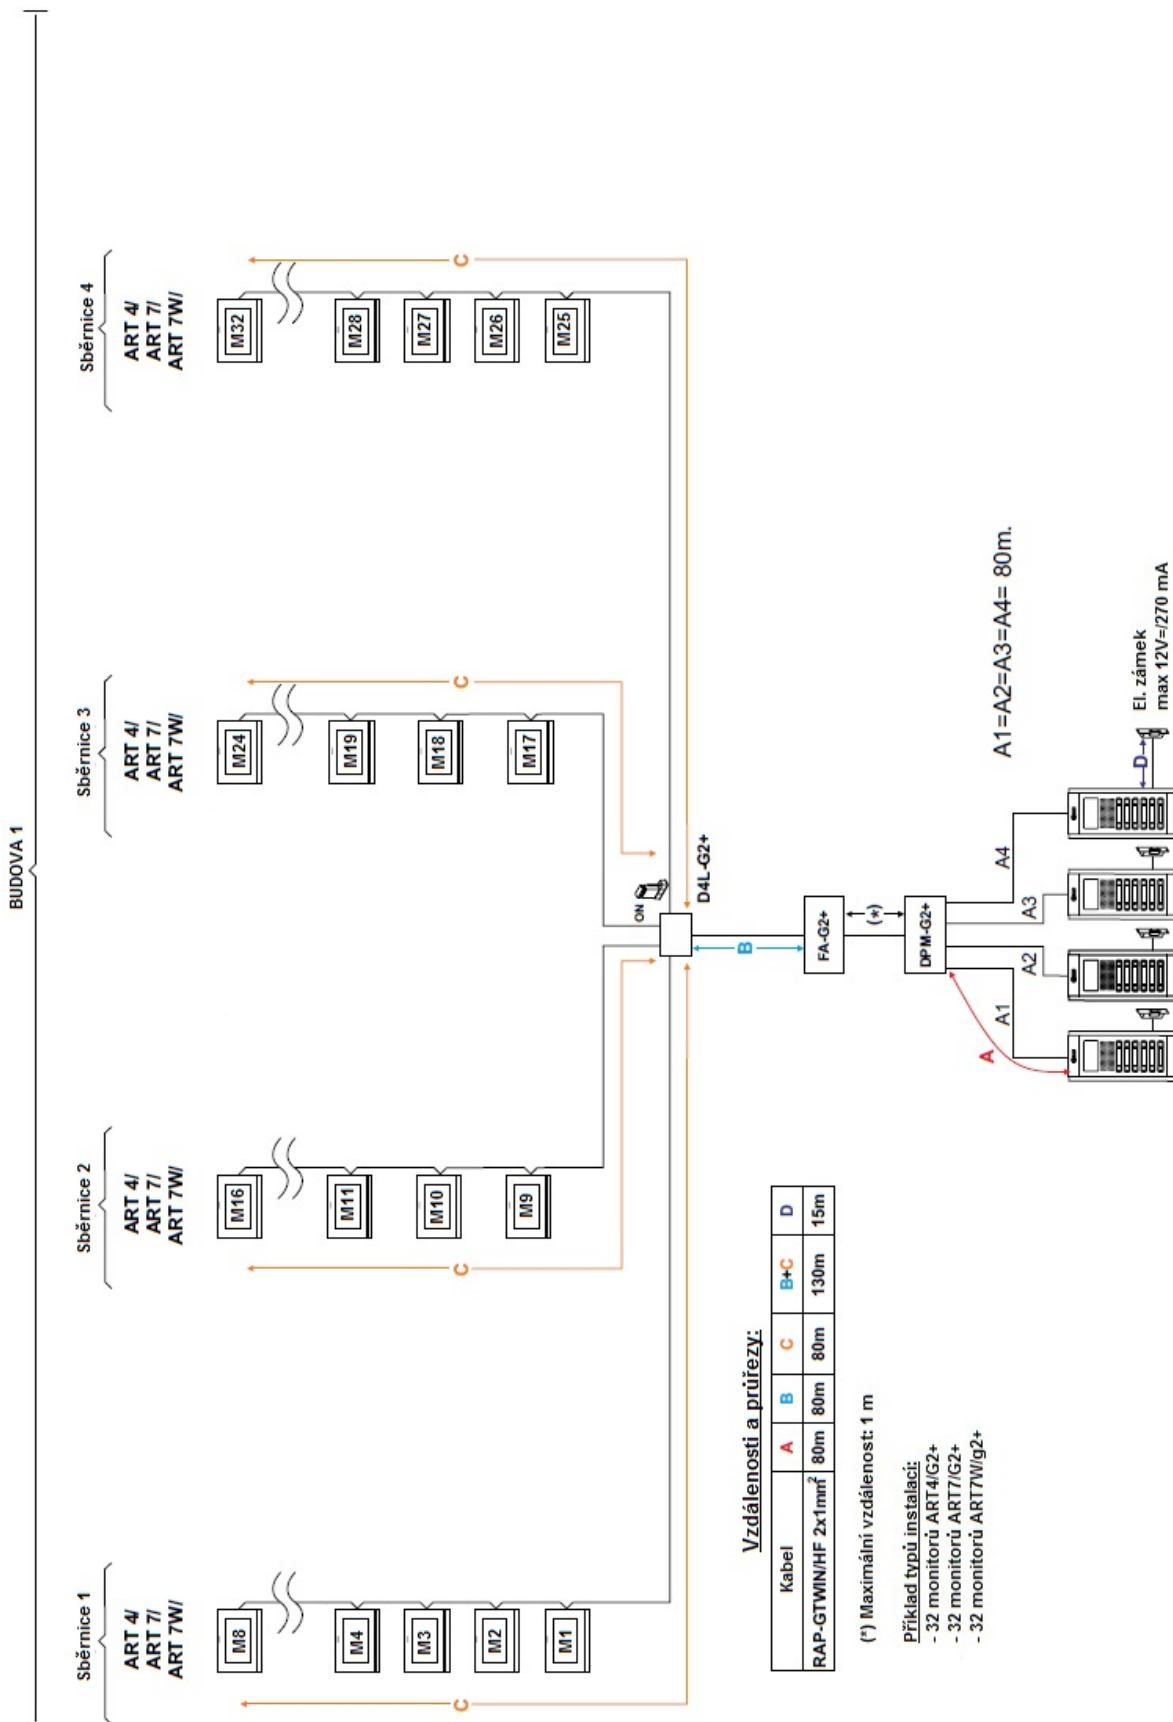 BUDOVA 1
Sběrnice 1
ART 4/
ART 7/
ART 7W/
Sběrnice 2
ART 4/
ART 7/
ART 7W/
Sběrnice 3
ART 4/
ART 7/
ART 7W/
Sběrnice 4
ART 4/
ART 7/
ART 7W/
M8
M4
M3
M2
M1
C
M16
M11
M10
M9
C
M24
M19
M18
M17
C
M32
M28
M27
M26
M25
C
ON
D4L-G2+
B
FA-G2+
(*)
DPM-G2+
A
A1
A2
A3
A4
A1=A2=A3=A4= 80m.
D
El. zámek
max 12V=/270 mA
Vzdálenosti a průřezy:
Kabel A B C B+C D
RAP-GTWIN/HF 2x1mm² 80m 80m 80m 130m 15m
(*) Maximální vzdálenost: 1 m
Příklad typů instalací:
- 32 monitorů ART4/G2+
- 32 monitorů ART7/G2+
- 32 monitorů ART7W/g2+